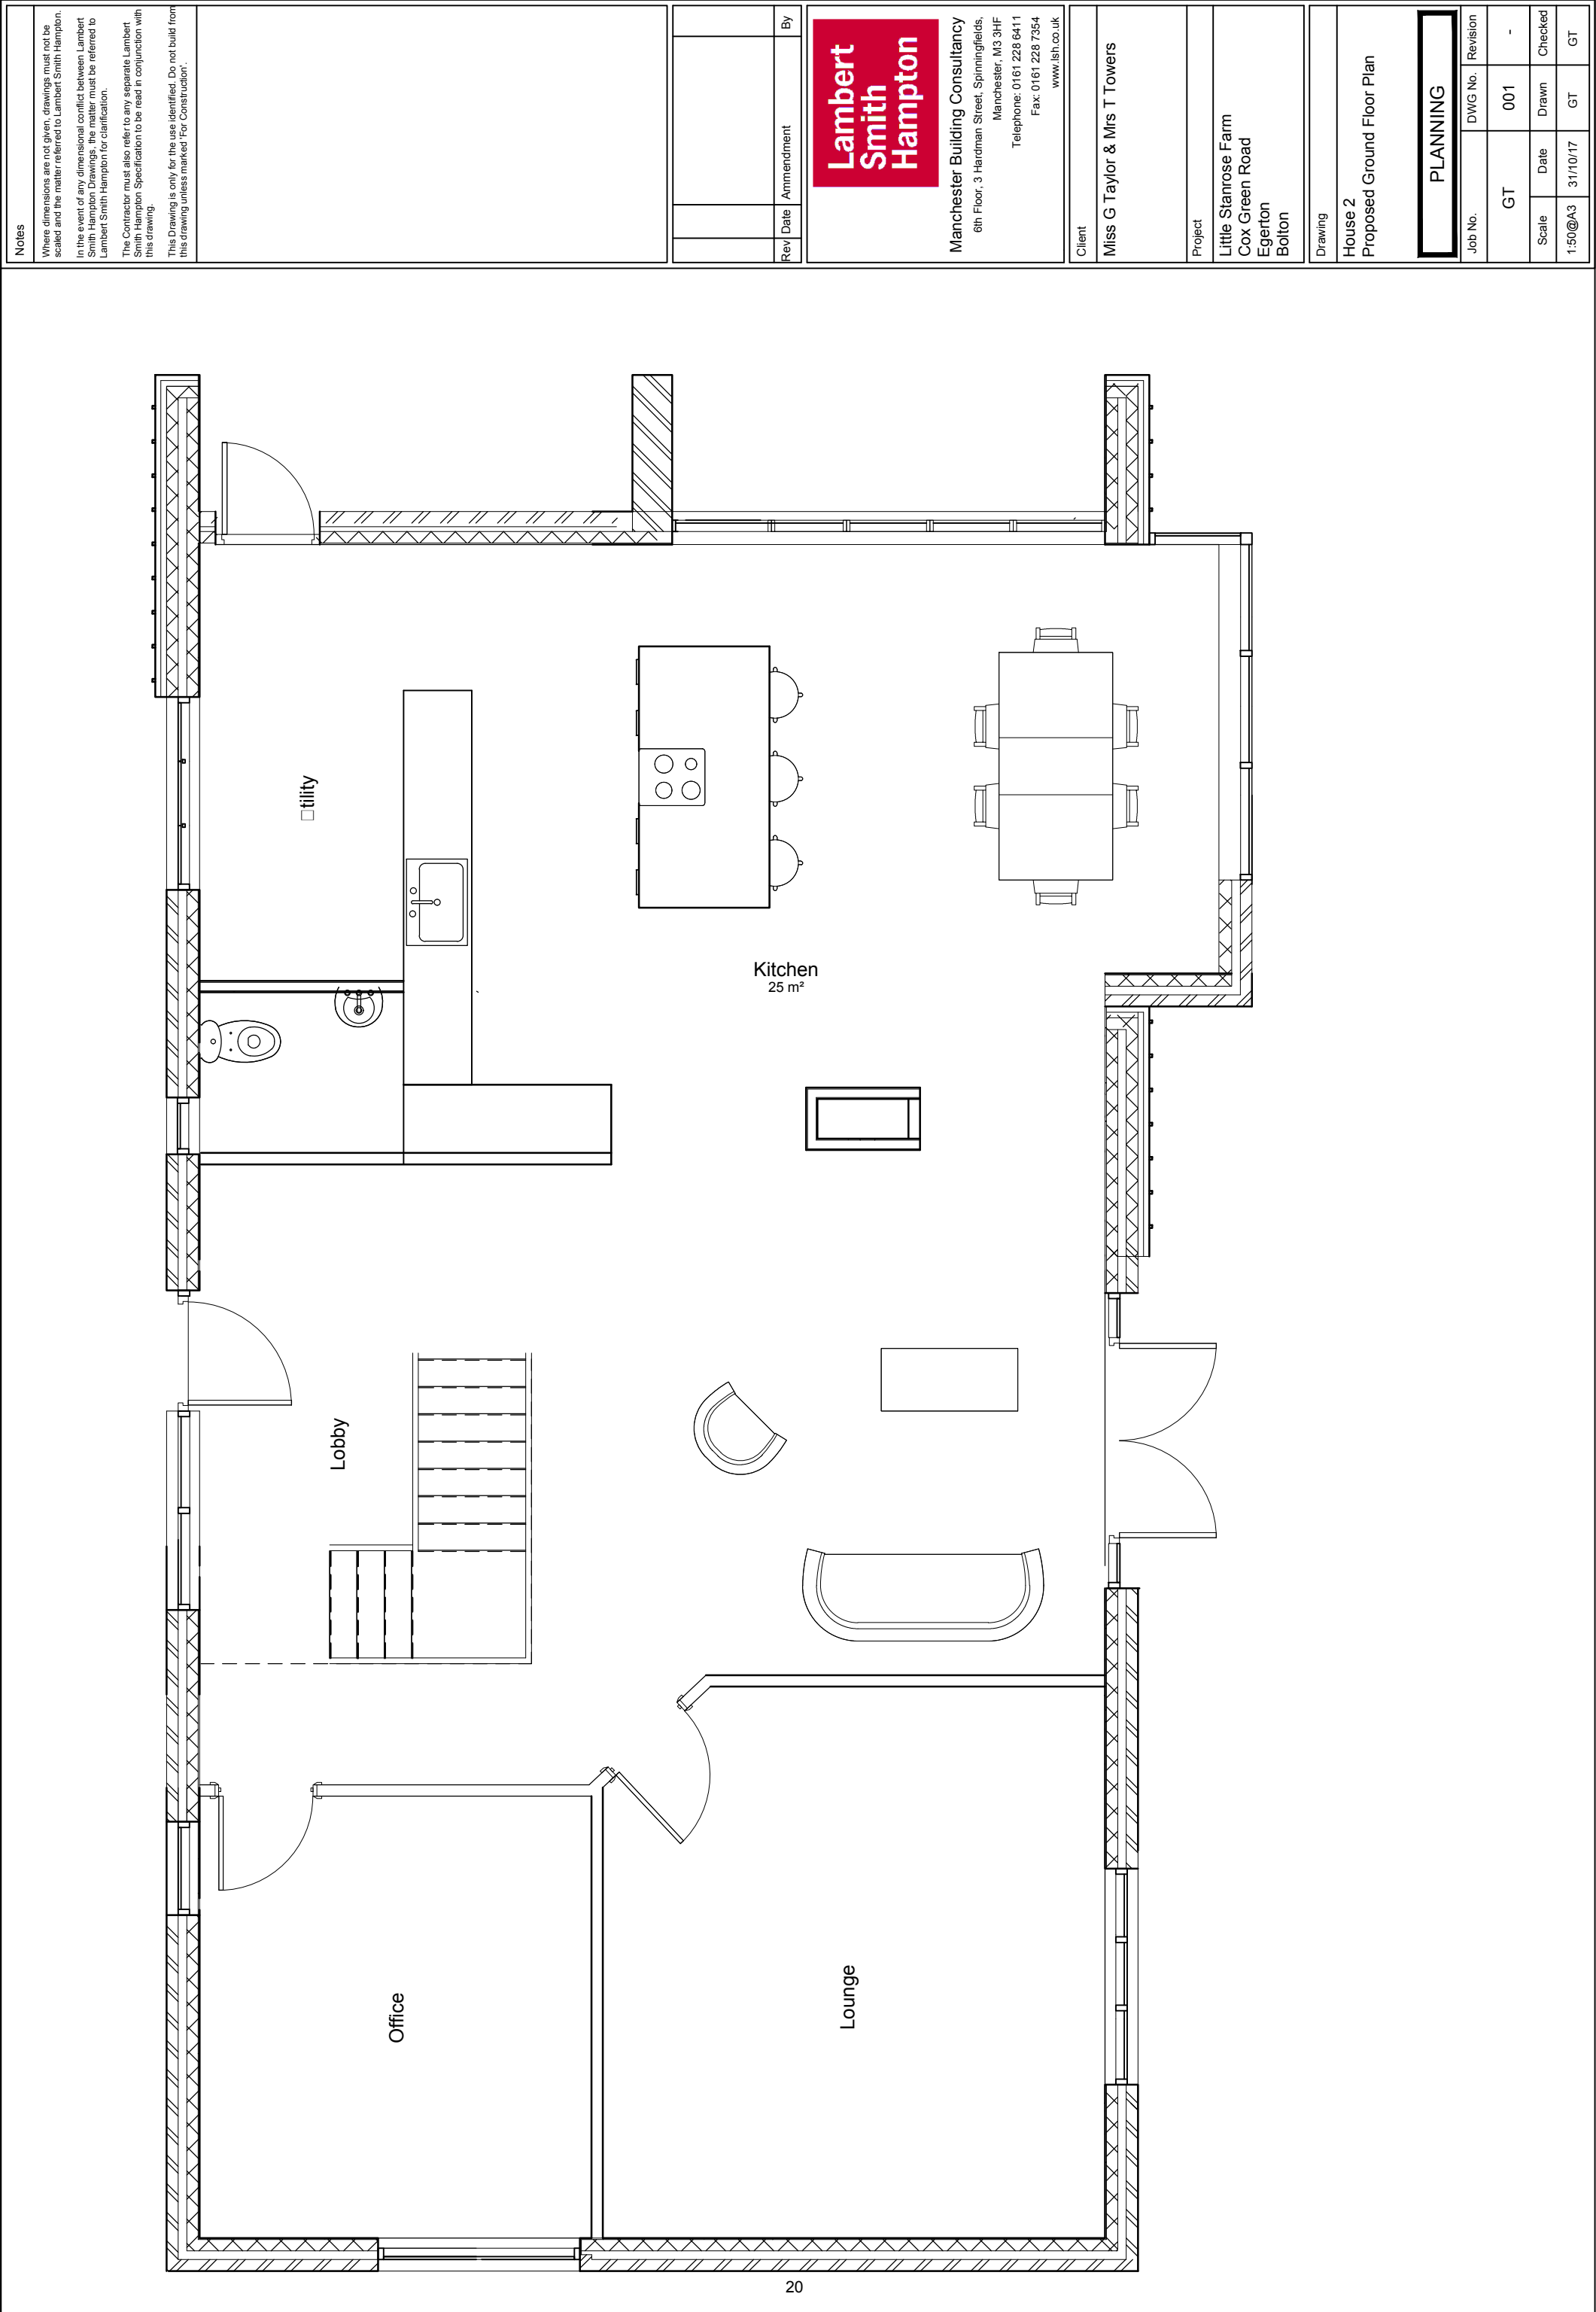 Notes
Where dimensions are not given, drawings must not be
scaled and the matter referred to Lambert Smith Hampton.
In the event of any dimensional conflict between Lambert
Smith Hampton Drawings, the matter must be referred to
Lambert Smith Hampton for clarification.
The Contractor must also refer to any separate Lambert
Smith Hampton Specification to be read in conjunction with
this drawing.
This Drawing is only for the use identified. Do not build from
this drawing unless marked 'For Construction'.
Rev Date Ammendment By
Lambert
Smith
Hampton
Manchester Building Consultancy
6th Floor, 3 Hardman Street, Spinningfields,
Manchester, M3 3HF
Telephone: 0161 228 6411
Fax: 0161 228 7354
www.lsh.co.uk
Client
Miss G Taylor & Mrs T Towers
Project
Little Stanrose Farm
Cox Green Road
Egerton
Bolton
Drawing
House 2
Proposed Ground Floor Plan
PLANNING
Job No. DWG No. Revision
GT 001 -
Scale Date Drawn Checked
1:50@A3 31/10/17 GT GT
□tility
Kitchen
25 m²
Lobby
Office
Lounge
20